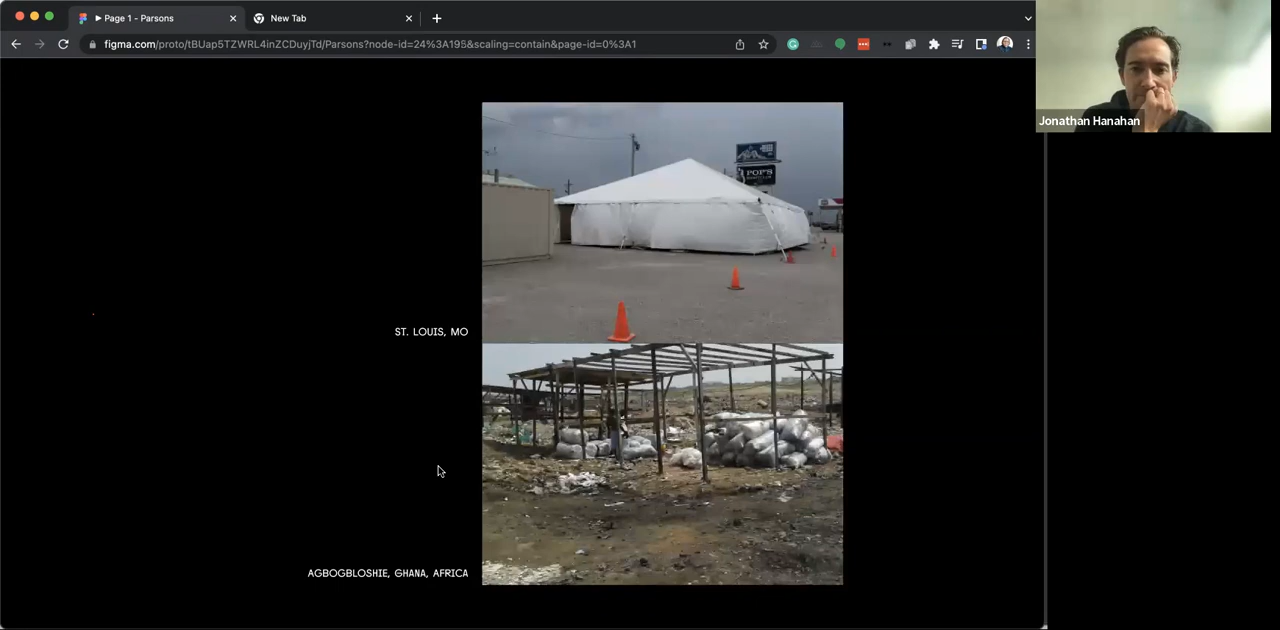 Page 1 - Parsons
New Tab
figma.com/proto/tBUap5TZWRL4inZCDuyjTd/Parsons?node-id=24%3A195&scaling=contain&page-id=0%3A1
Jonathan Hanahan
POP'S
ST. LOUIS, MO
AGBOGBLOSHIE, GHANA, AFRICA